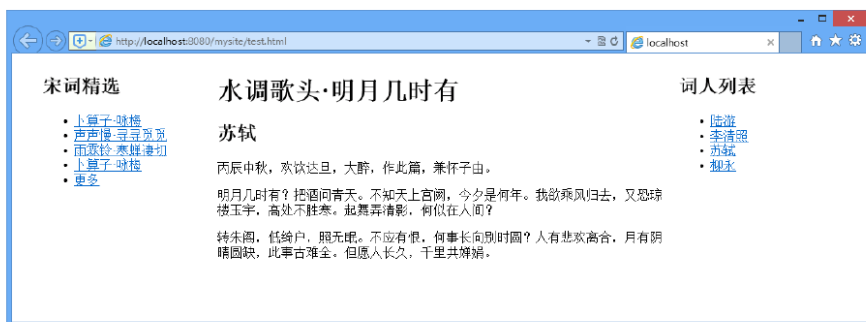 http://localhost:8080/mysite/test.html
localhost
宋词精选
卜算子·咏梅
声声慢·寻寻觅觅
雨霖铃·寒蝉凄切
卜算子·咏梅
更多
水调歌头·明月几时有
苏轼
丙辰中秋，欢饮达旦，大醉，作此篇，兼怀子由。
明月几时有？把酒问青天。不知天上宫阙，今夕是何年。我欲乘风归去，又恐琼
楼玉宇，高处不胜寒。起舞弄清影，何似在人间？
转朱阁，低绮户，照无眠。不应有恨，何事长向别时圆？人有悲欢离合，月有阴
晴圆缺，此事古难全。但愿人长久，千里共婵娟。
词人列表
陆游
李清照
苏轼
柳永